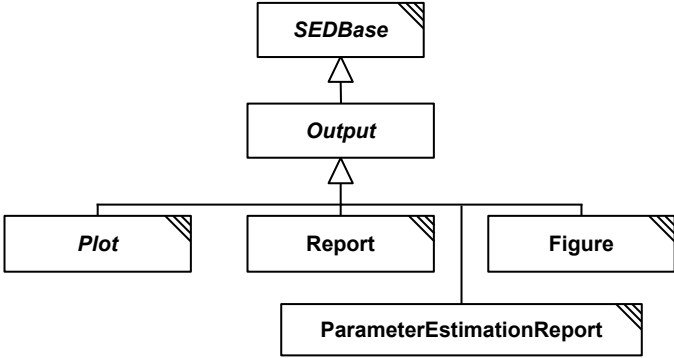 SEDBase
Output
Plot
Report
Figure
ParameterEstimationReport